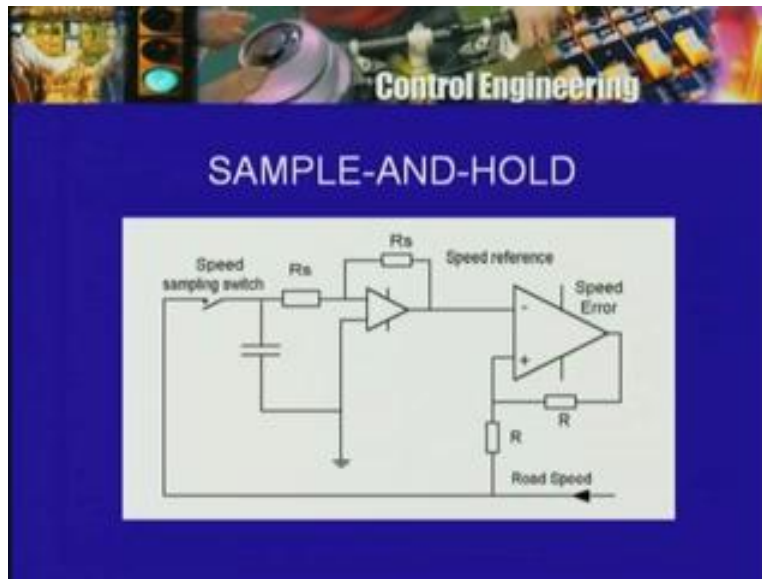 Control Engineering
SAMPLE-AND-HOLD
Rs
Speed reference
Speed
sampling switch
Rs
Speed
Error
-
+
R
R
Road Speed